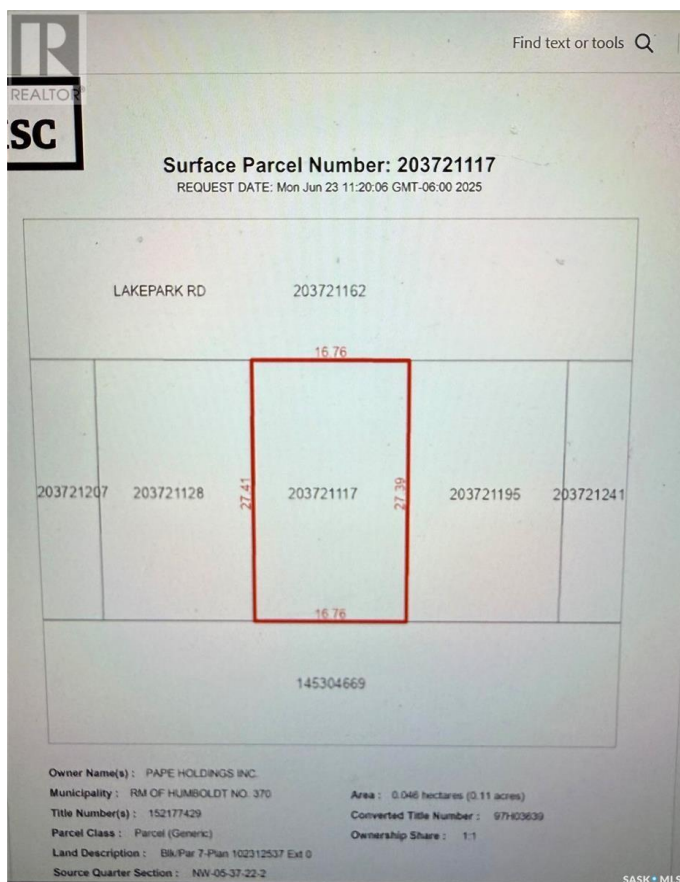 Find text or tools
REALTOR®
ISC
Surface Parcel Number: 203721117
REQUEST DATE: Mon Jun 23 11:20:06 GMT-06:00 2025
LAKEPARK RD 203721162
16.76
203721207 203721128 27.41 203721117 27.39 203721195 203721241
16.76
145304669
Owner Name(s) : PAPE HOLDINGS INC.
Municipality : RM OF HUMBOLDT NO. 370
Area : 0.046 hectares (0.11 acres)
Title Number(s) : 152177429
Converted Title Number : 97H03639
Parcel Class : Parcel (Generic)
Ownership Share : 1:1
Land Description : Blk/Par 7-Plan 102312537 Ext 0
Source Quarter Section : NW-05-37-22-2
SASK MLS